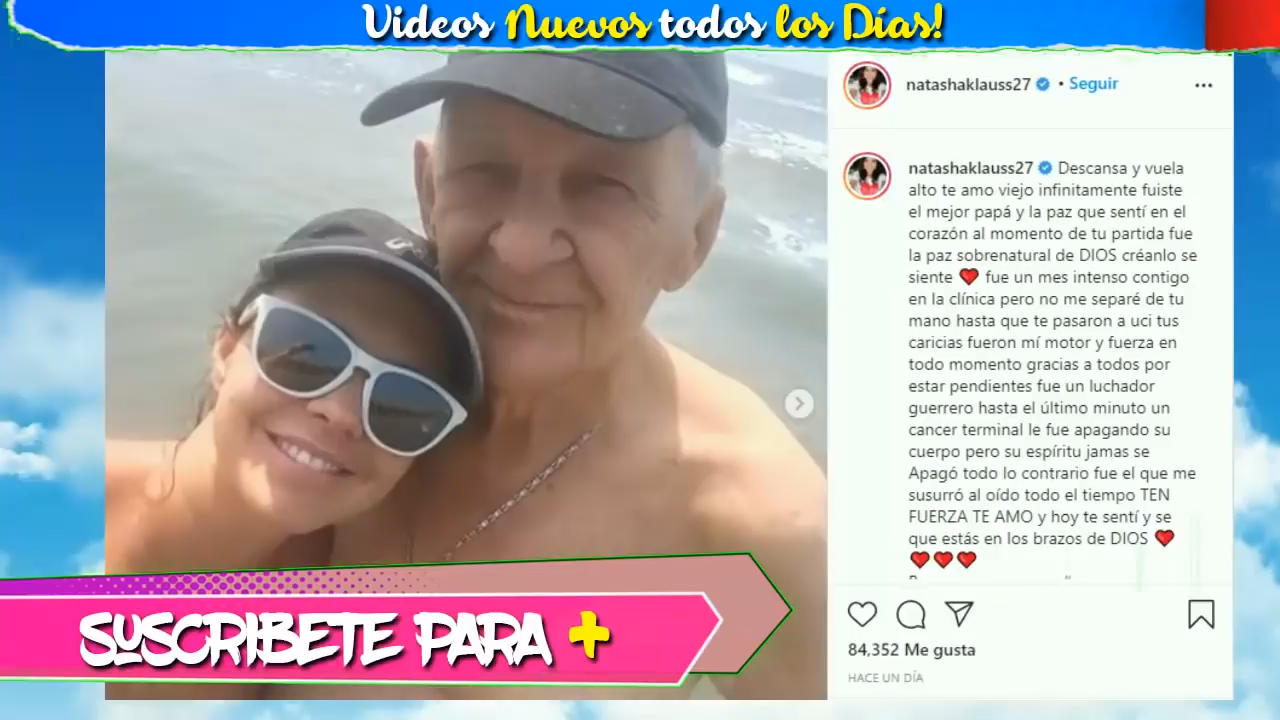 Videos Nuevos todos los Días!
natashaklauss27 • Seguir
natashaklauss27 Descansa y vuela
alto te amo viejo infinitamente fuiste
el mejor papá y la paz que sentí en el
corazón al momento de tu partida fue
la paz sobrenatural de DIOS créanlo se
siente ❤️ fue un mes intenso contigo
en la clínica pero no me separé de tu
mano hasta que te pasaron a uci tus
caricias fueron mí motor y fuerza en
todo momento gracias a todos por
estar pendientes fue un luchador
guerrero hasta el último minuto un
cancer terminal le fue apagando su
cuerpo pero su espíritu jamas se
Apagó todo lo contrario fue el que me
susurró al oído todo el tiempo TEN
FUERZA TE AMO y hoy te sentí y se
que estás en los brazos de DIOS ❤️
❤️❤️❤️
84,352 Me gusta
HACE UN DÍA
SUSCRIBETE PARA +